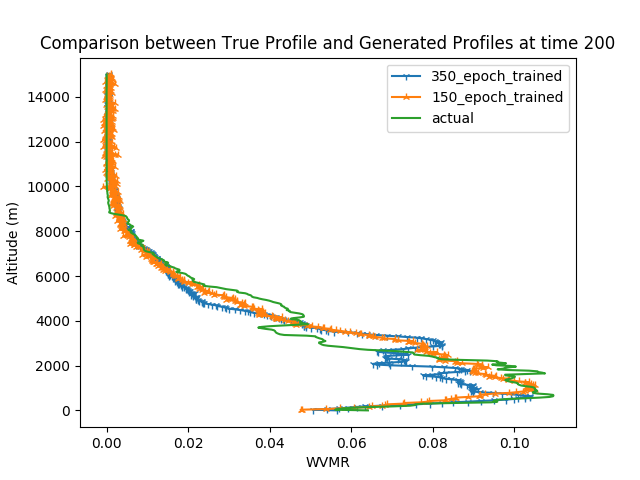 Comparison between True Profile and Generated Profiles at time 200
350_epoch_trained
150_epoch_trained
actual
14000
12000
10000
8000
6000
4000
2000
0
Altitude (m)
0.00 0.02 0.04 0.06 0.08 0.10
WVMR